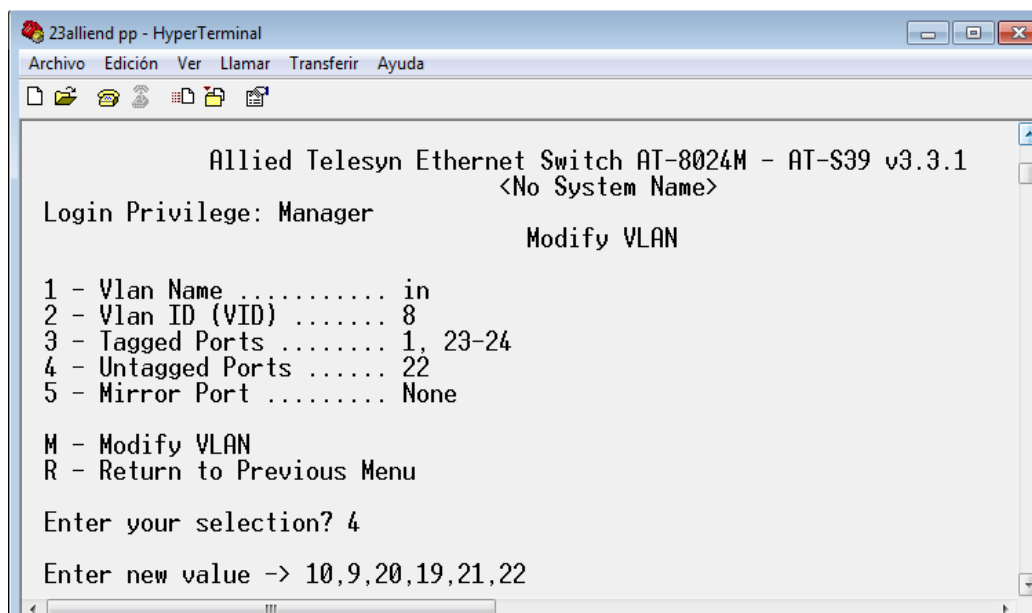 23alliend pp - HyperTerminal
Archivo Edición Ver Llamar Transferir Ayuda
Allied Telesyn Ethernet Switch AT-8024M - AT-S39 v3.3.1
<No System Name>
Login Privilege: Manager
Modify VLAN
1 - Vlan Name ........... in
2 - Vlan ID (VID) ....... 8
3 - Tagged Ports ........ 1, 23-24
4 - Untagged Ports ...... 22
5 - Mirror Port ......... None
M - Modify VLAN
R - Return to Previous Menu
Enter your selection? 4
Enter new value -> 10,9,20,19,21,22